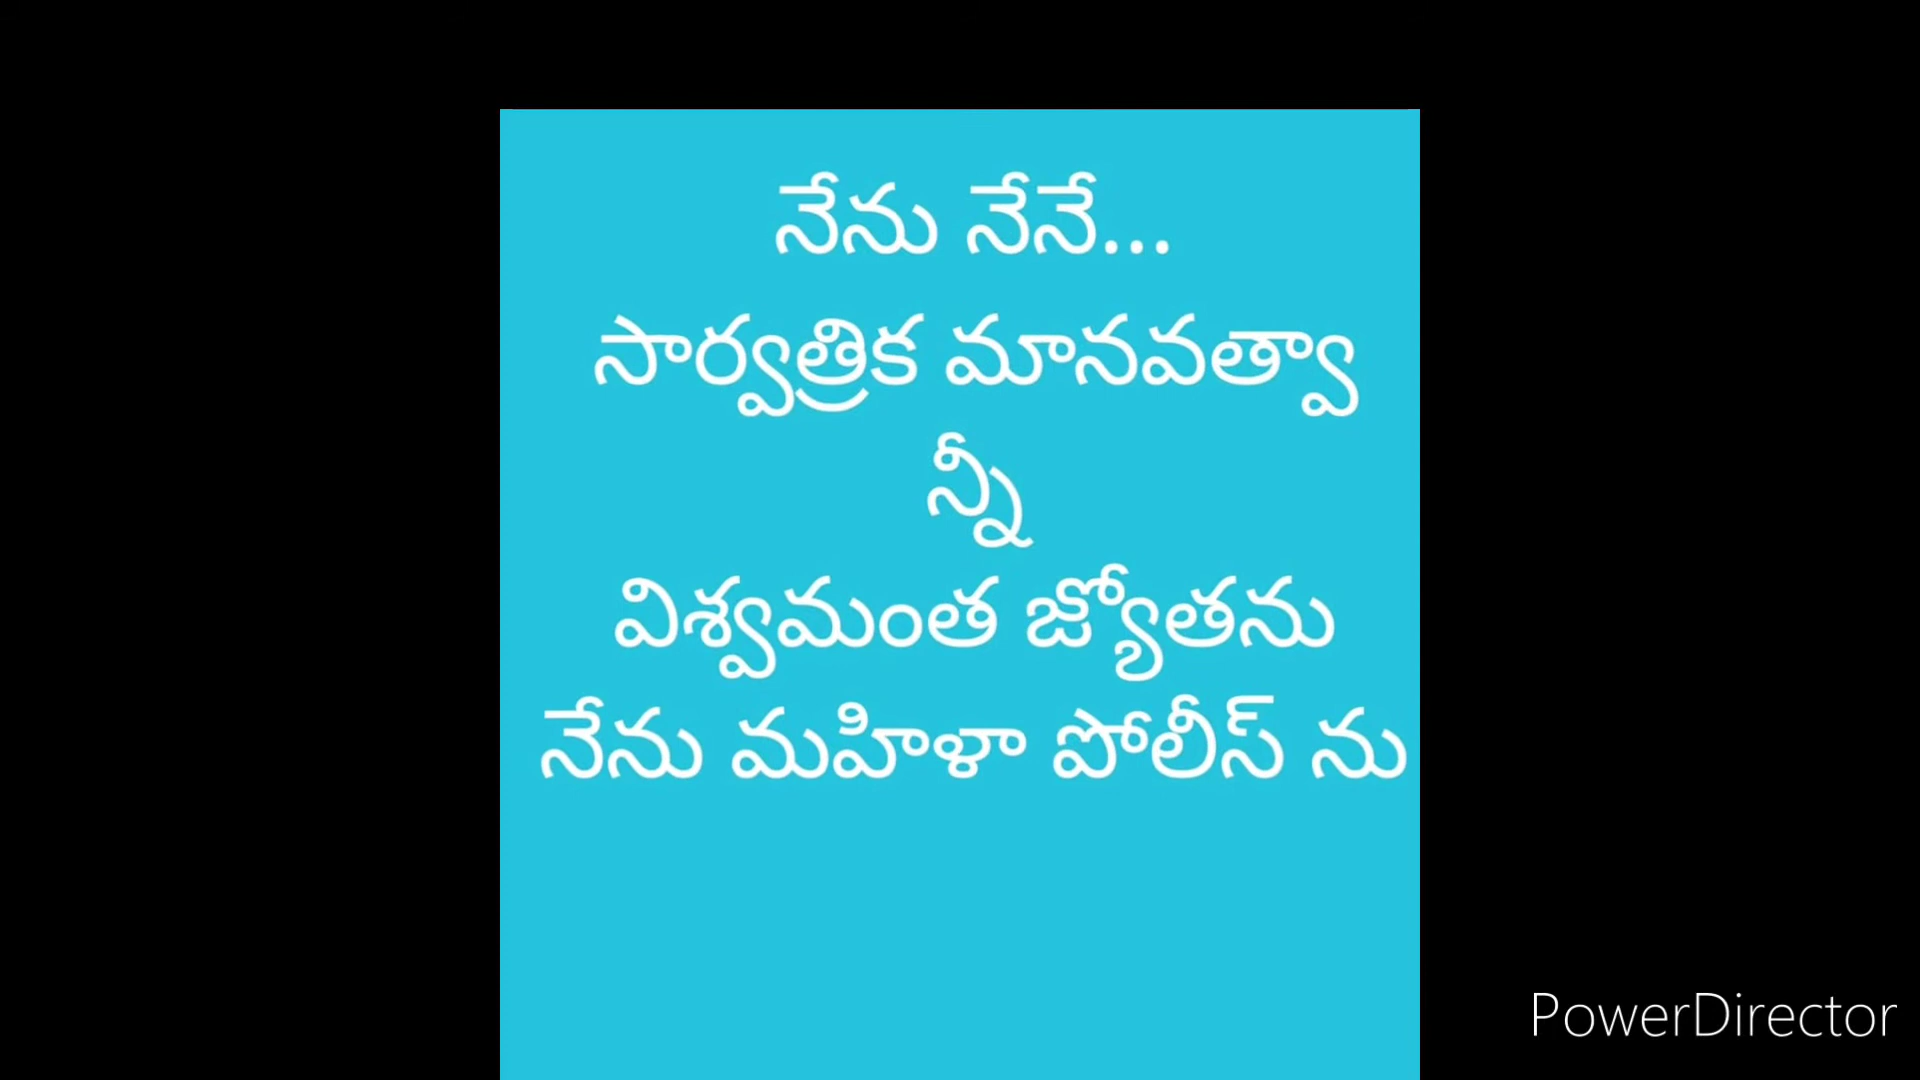 నేను నేనే...
సార్వత్రిక మానవత్వా
న్నీ
విశ్వమంత జ్యోతను
నేను మహిళా పోలీస్ ను
PowerDirector